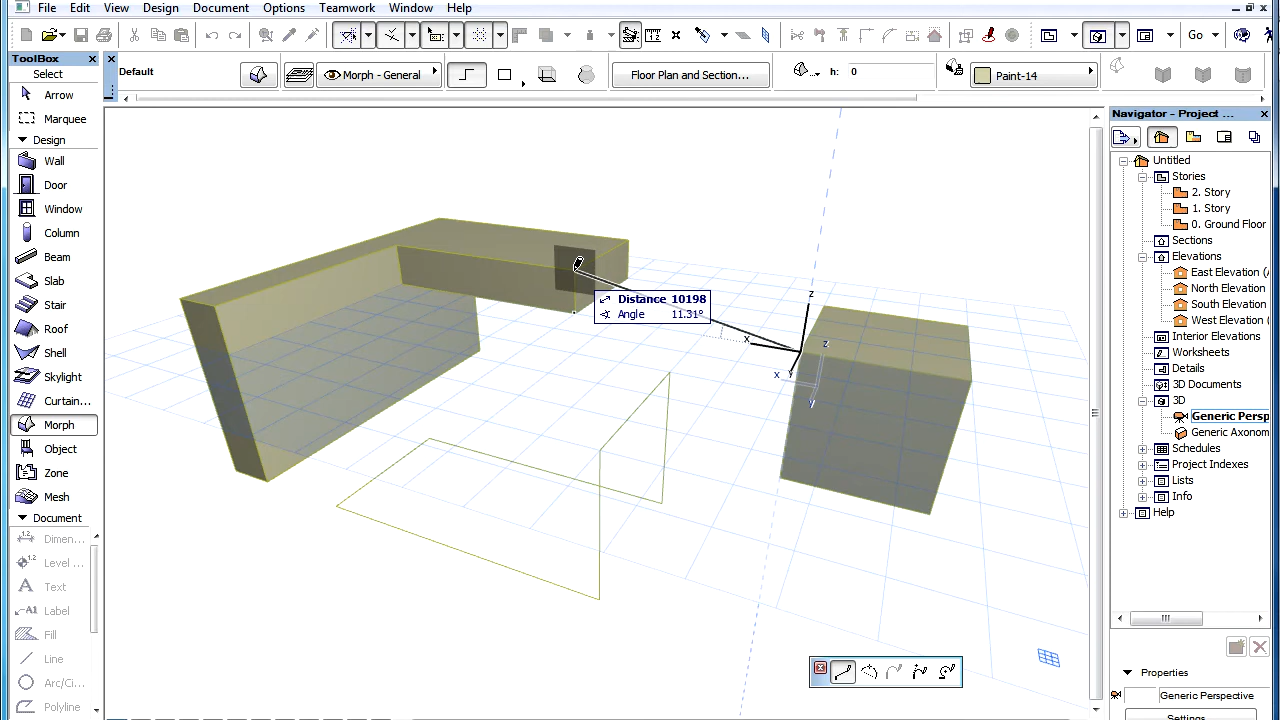 File Edit View Design Document Options Teamwork Window Help
ToolBox
Select
Arrow
Marquee
Design
Wall
Door
Window
Column
Beam
Slab
Stair
Roof
Shell
Skylight
Curtain...
Morph
Object
Zone
Mesh
Document
Dimen...
Level ...
Text
Label
Fill
Line
Arc/Ci...
Polyline
Go
Default
Morph - General
Floor Plan and Section...
h: 0
Paint-14
Distance 10198
Angle 11.31°
z
x
y
z
x
y
Navigator - Project ...
Untitled
Stories
2. Story
1. Story
0. Ground Floor
Sections
Elevations
East Elevation (A
North Elevation (
South Elevation (
West Elevation (
Interior Elevations
Worksheets
Details
3D Documents
3D
Generic Persp
Generic Axonom
Schedules
Project Indexes
Lists
Info
Help
Properties
Generic Perspective
Settings